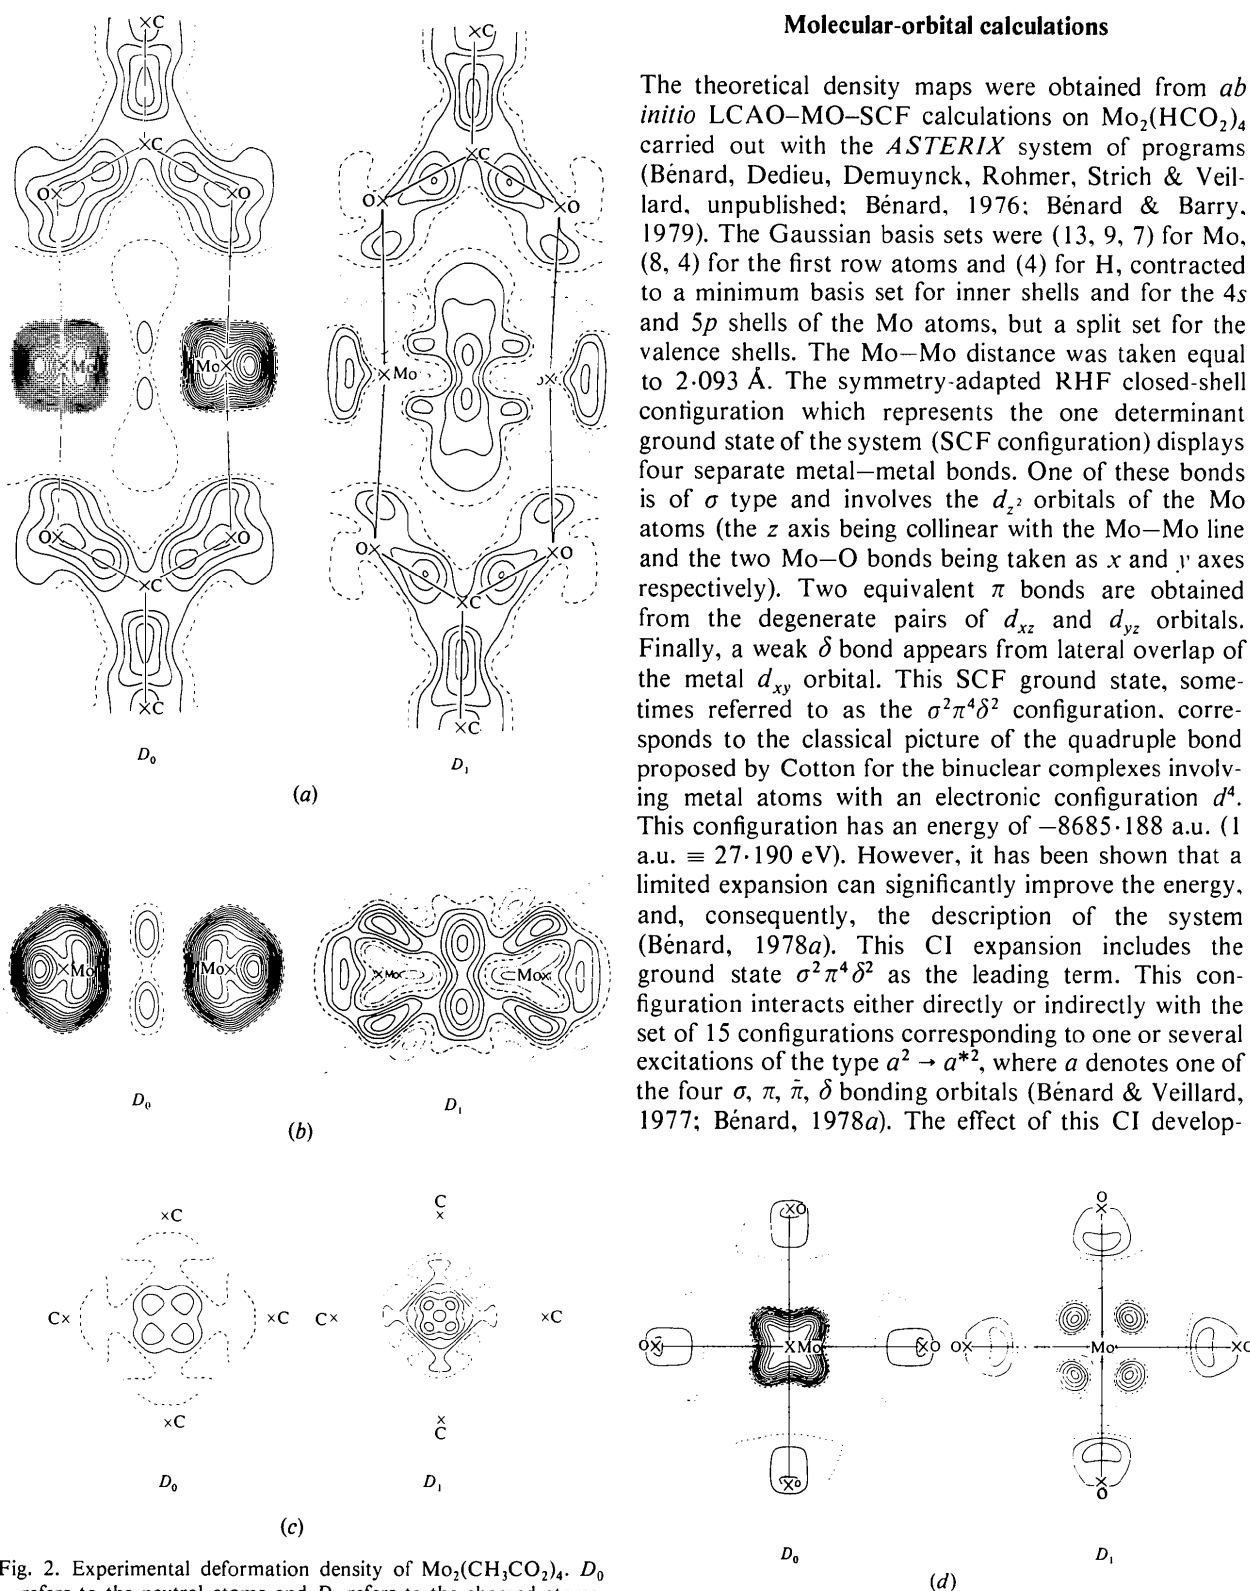 ×C
×C
×C
×C
O×
×O
O×
×O
×Mo
Mo×
×Mo
O×
×O
O×
×O
×C
×C
×C
×C
D₀
D₁
(a)
×Mo
Mo×
×Mo
Mo×
D₀
D₁
(b)
×C
C
×
C×
×C
C×
×C
×C
×
C
D₀
D₁
(c)
Fig. 2. Experimental deformation density of Mo₂(CH₃CO₂)₄. D₀
refers to the neutral atoms and D₁ refers to the charged atoms
Molecular-orbital calculations
The theoretical density maps were obtained from ab
initio LCAO–MO–SCF calculations on Mo₂(HCO₂)₄
carried out with the ASTERIX system of programs
(Bénard, Dedieu, Demuynck, Rohmer, Strich & Veil-
lard, unpublished; Bénard, 1976; Bénard & Barry,
1979). The Gaussian basis sets were (13, 9, 7) for Mo,
(8, 4) for the first row atoms and (4) for H, contracted
to a minimum basis set for inner shells and for the 4s
and 5p shells of the Mo atoms, but a split set for the
valence shells. The Mo–Mo distance was taken equal
to 2·093 Å. The symmetry-adapted RHF closed-shell
configuration which represents the one determinant
ground state of the system (SCF configuration) displays
four separate metal–metal bonds. One of these bonds
is of σ type and involves the d_z² orbitals of the Mo
atoms (the z axis being collinear with the Mo–Mo line
and the two Mo–O bonds being taken as x and y axes
respectively). Two equivalent π bonds are obtained
from the degenerate pairs of d_xz and d_yz orbitals.
Finally, a weak δ bond appears from lateral overlap of
the metal d_xy orbital. This SCF ground state, some-
times referred to as the σ²π⁴δ² configuration, corre-
sponds to the classical picture of the quadruple bond
proposed by Cotton for the binuclear complexes involv-
ing metal atoms with an electronic configuration d⁴.
This configuration has an energy of –8685·188 a.u. (1
a.u. ≡ 27·190 eV). However, it has been shown that a
limited expansion can significantly improve the energy,
and, consequently, the description of the system
(Bénard, 1978a). This CI expansion includes the
ground state σ²π⁴δ² as the leading term. This con-
figuration interacts either directly or indirectly with the
set of 15 configurations corresponding to one or several
excitations of the type a² → a*², where a denotes one of
the four σ, π, π̄, δ bonding orbitals (Bénard & Veillard,
1977; Bénard, 1978a). The effect of this CI develop-
×O
O
×
O×
×Mo
×O
O×
Mo
×O
×O
×
O
D₀
D₁
(d)